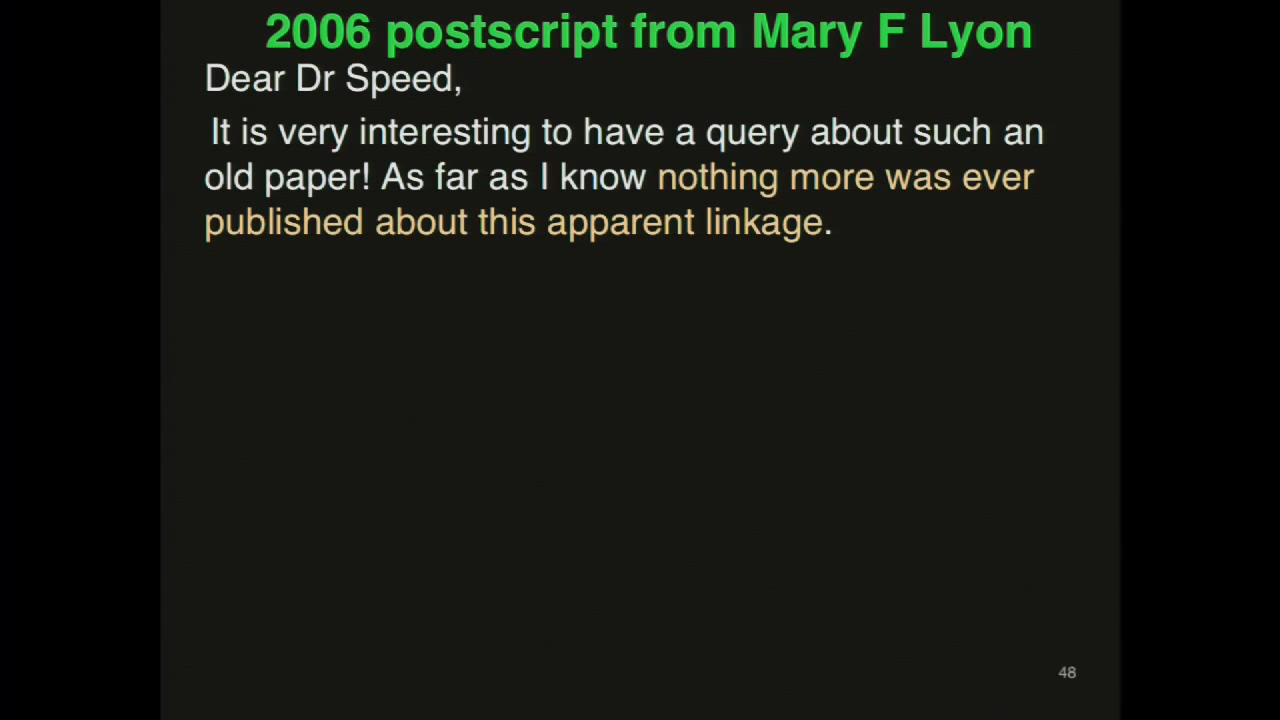 2006 postscript from Mary F Lyon
Dear Dr Speed,
It is very interesting to have a query about such an
old paper! As far as I know nothing more was ever
published about this apparent linkage.
48